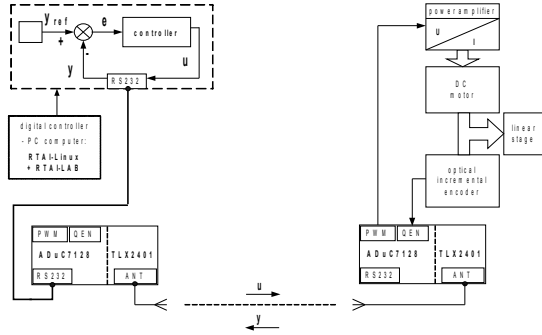 y ref
+
e
controller
-
y
u
RS232
digital controller
- PC computer:
RTAI-Linux
+ RTAI-LAB
PWM QEN
ADuC7128 TLX2401
RS232 ANT
u
y
power amplifier
u
I
DC
motor
linear
stage
optical
incremental
encoder
PWM QEN
ADuC7128 TLX2401
RS232 ANT